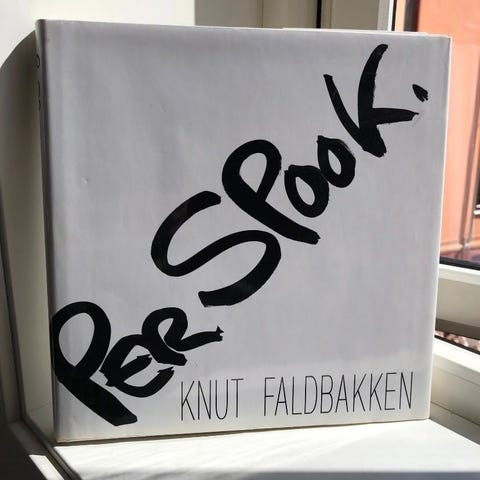 PER SPOOK.
KNUT FALDBAKKEN